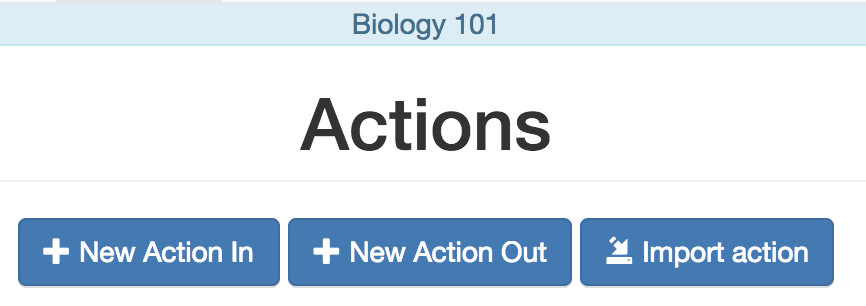 Biology 101
Actions
New Action In
New Action Out
Import action